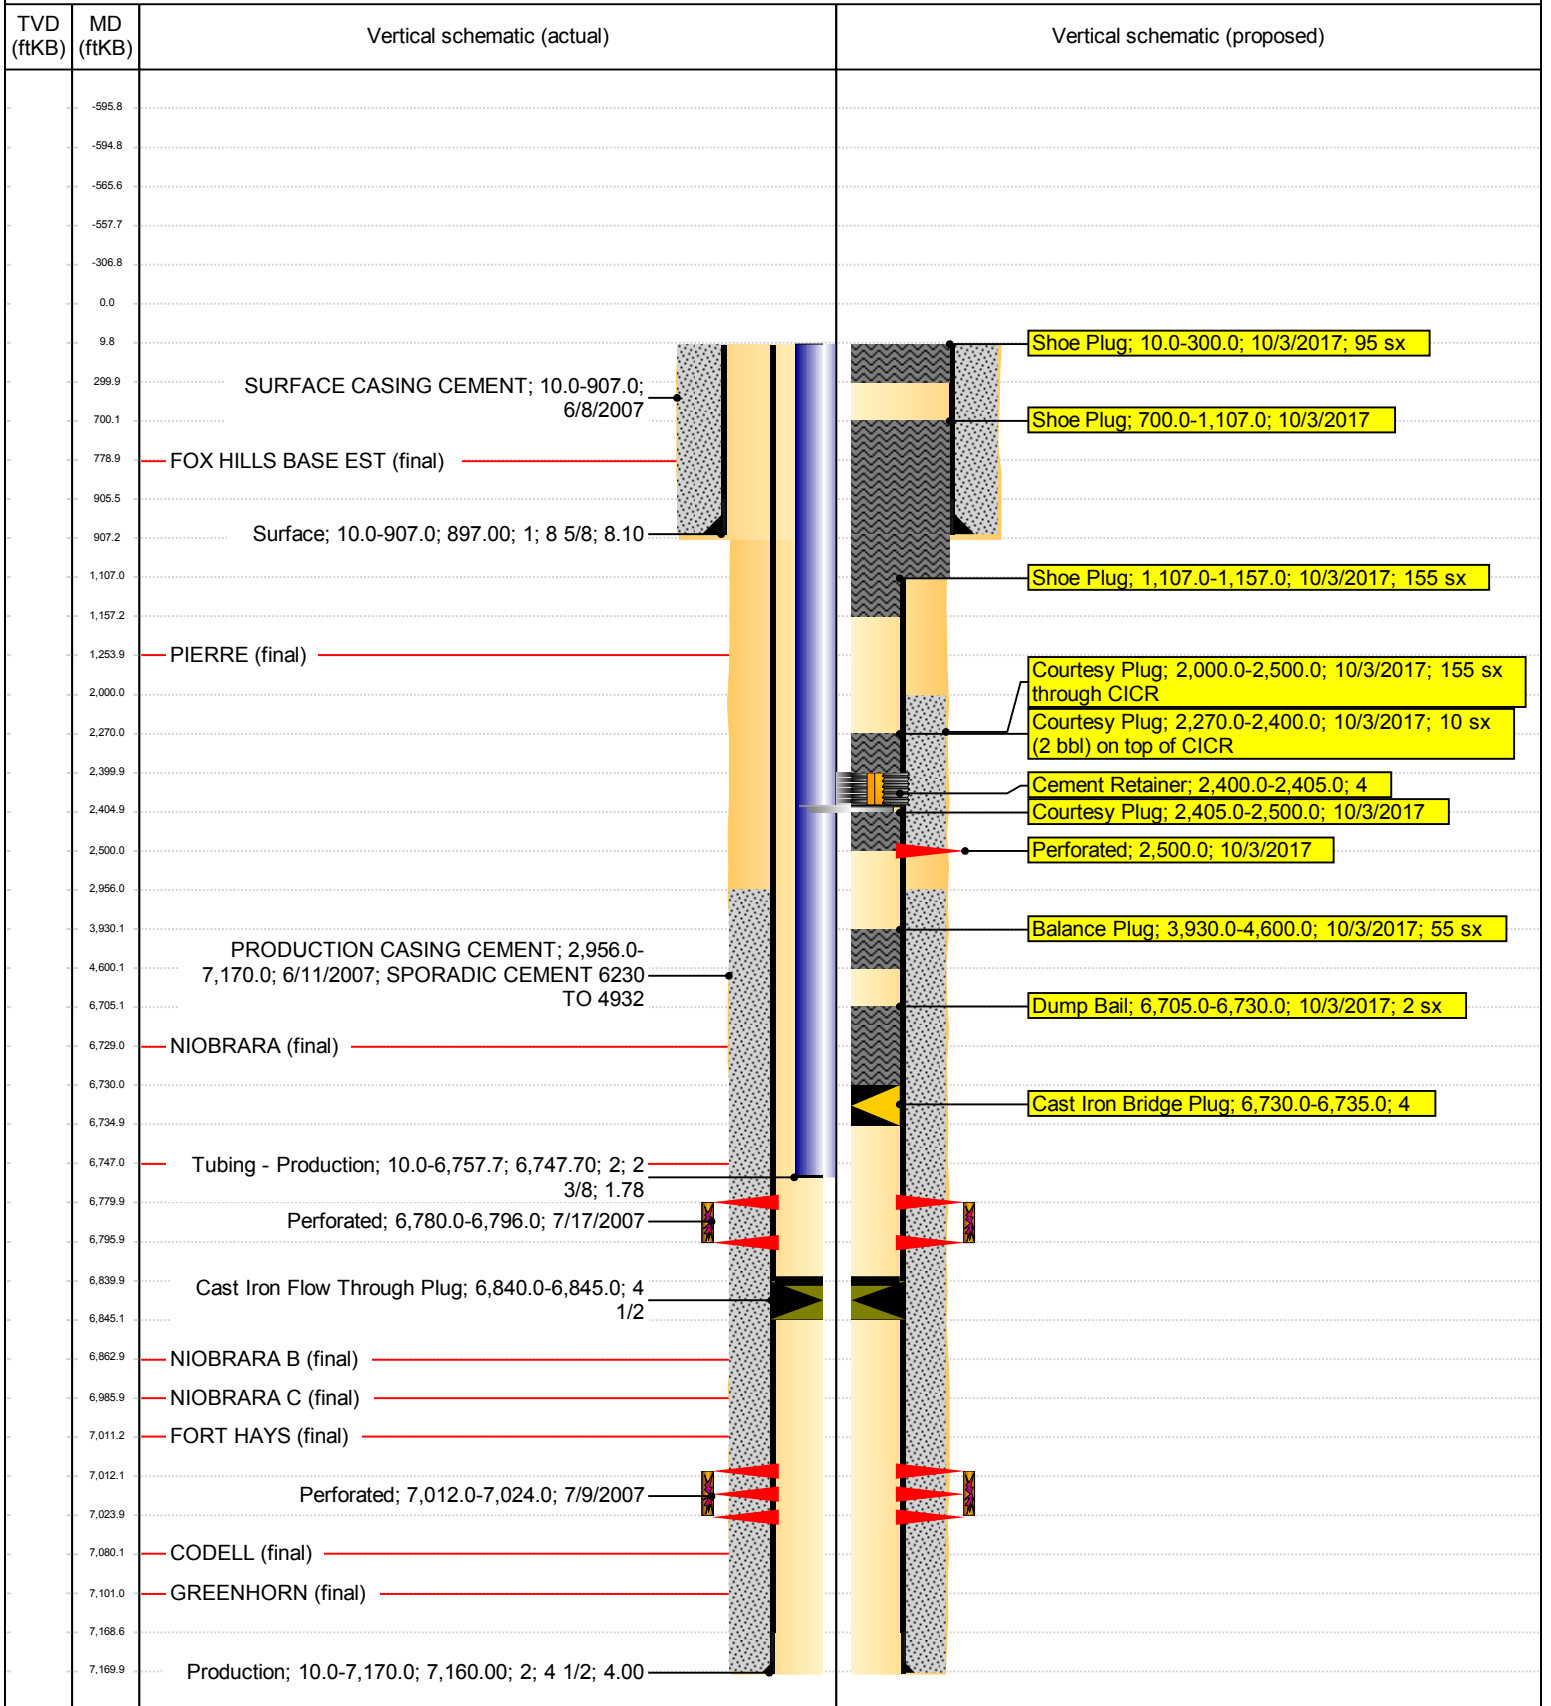 TVD (ftKB)
MD (ftKB)
Vertical schematic (actual)
Vertical schematic (proposed)
-595.8
-594.8
-565.6
-557.7
-306.8
0.0
9.8
Shoe Plug; 10.0-300.0; 10/3/2017; 95 sx
299.9
SURFACE CASING CEMENT; 10.0-907.0;
6/8/2007
700.1
Shoe Plug; 700.0-1,107.0; 10/3/2017
778.9
FOX HILLS BASE EST (final)
905.5
907.2
Surface; 10.0-907.0; 897.00; 1; 8 5/8; 8.10
1,107.0
Shoe Plug; 1,107.0-1,157.0; 10/3/2017; 155 sx
1,157.2
1,253.9
PIERRE (final)
Courtesy Plug; 2,000.0-2,500.0; 10/3/2017; 155 sx
through CICR
2,000.0
Courtesy Plug; 2,270.0-2,400.0; 10/3/2017; 10 sx
(2 bbl) on top of CICR
2,270.0
2,399.9
Cement Retainer; 2,400.0-2,405.0; 4
2,404.9
Courtesy Plug; 2,405.0-2,500.0; 10/3/2017
2,500.0
Perforated; 2,500.0; 10/3/2017
2,956.0
3,930.1
Balance Plug; 3,930.0-4,600.0; 10/3/2017; 55 sx
PRODUCTION CASING CEMENT; 2,956.0-
7,170.0; 6/11/2007; SPORADIC CEMENT 6230
TO 4932
4,600.1
6,705.1
Dump Bail; 6,705.0-6,730.0; 10/3/2017; 2 sx
6,729.0
NIOBRARA (final)
6,730.0
Cast Iron Bridge Plug; 6,730.0-6,735.0; 4
6,734.9
6,747.0
Tubing - Production; 10.0-6,757.7; 6,747.70; 2; 2
3/8; 1.78
6,779.9
Perforated; 6,780.0-6,796.0; 7/17/2007
6,795.9
6,839.9
Cast Iron Flow Through Plug; 6,840.0-6,845.0; 4
1/2
6,845.1
6,862.9
NIOBRARA B (final)
6,985.9
NIOBRARA C (final)
7,011.2
FORT HAYS (final)
7,012.1
Perforated; 7,012.0-7,024.0; 7/9/2007
7,023.9
7,080.1
CODELL (final)
7,101.0
GREENHORN (final)
7,168.6
7,169.9
Production; 10.0-7,170.0; 7,160.00; 2; 4 1/2; 4.00